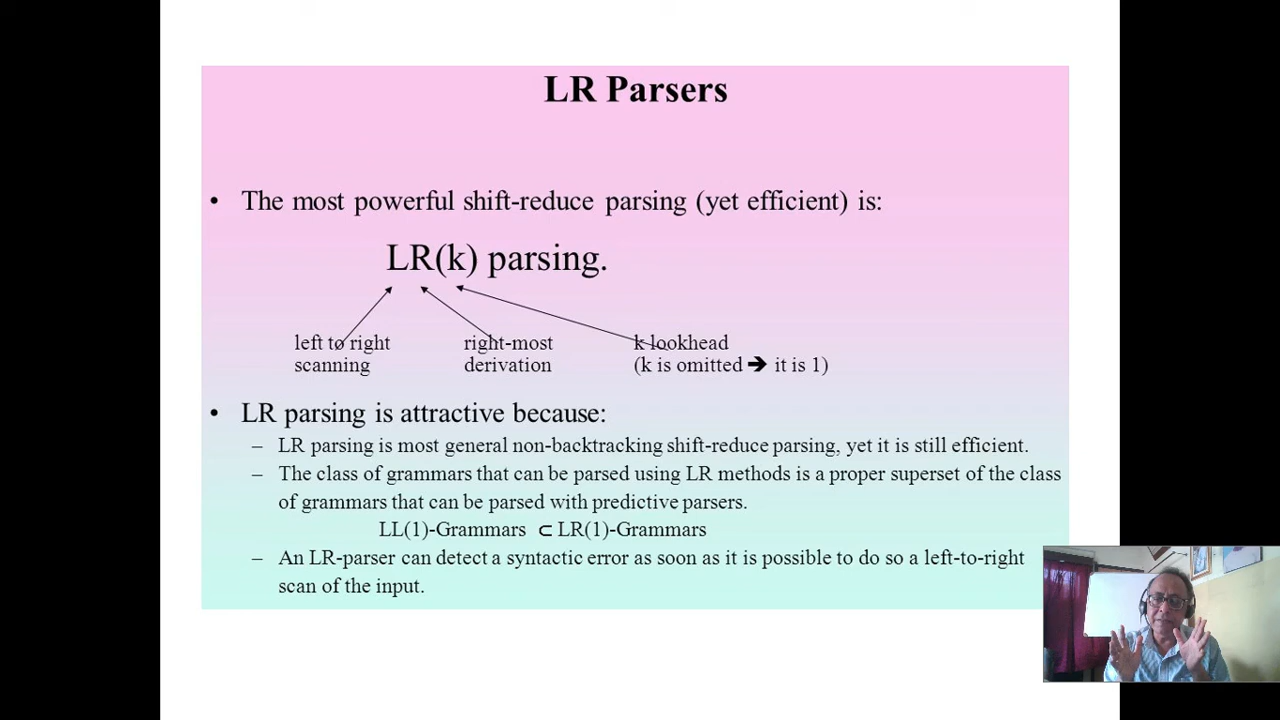 LR Parsers
• The most powerful shift-reduce parsing (yet efficient) is:
LR(k) parsing.
left to right right-most k lookhead
scanning derivation (k is omitted ➔ it is 1)
• LR parsing is attractive because:
– LR parsing is most general non-backtracking shift-reduce parsing, yet it is still efficient.
– The class of grammars that can be parsed using LR methods is a proper superset of the class
of grammars that can be parsed with predictive parsers.
LL(1)-Grammars ⊂ LR(1)-Grammars
– An LR-parser can detect a syntactic error as soon as it is possible to do so a left-to-right
scan of the input.